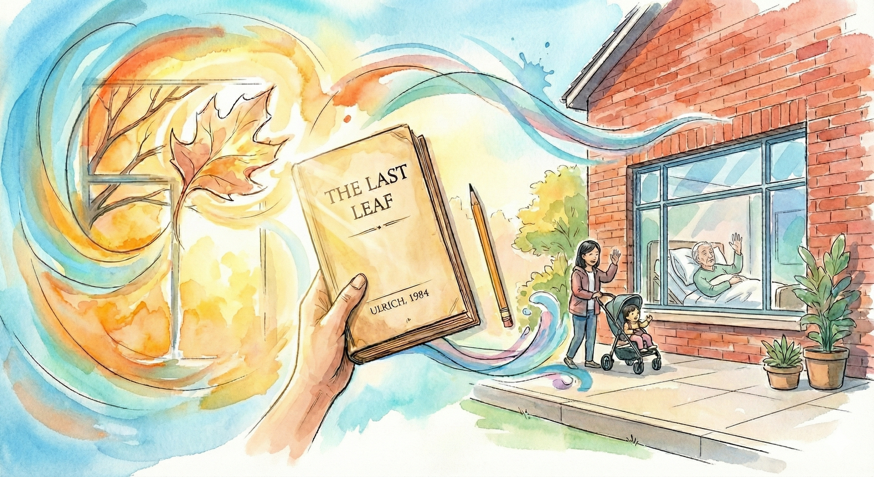 THE LAST
LEAF
ULRICH, 1984